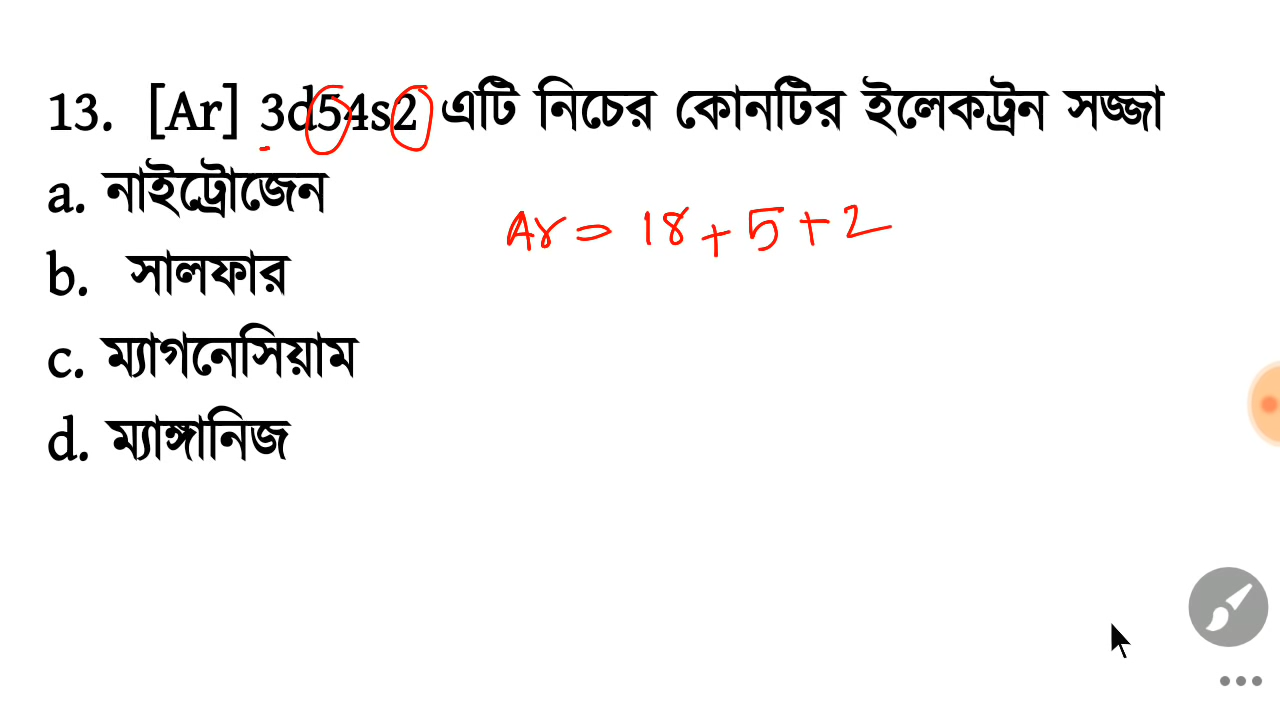 13. [Ar] 3d54s2 এটি নিচের কোনটির ইলেকট্রন সজ্জা
a. নাইট্রোজেন
Ar = 18 + 5 + 2
b. সালফার
c. ম্যাগনেসিয়াম
d. ম্যাঙ্গানিজ